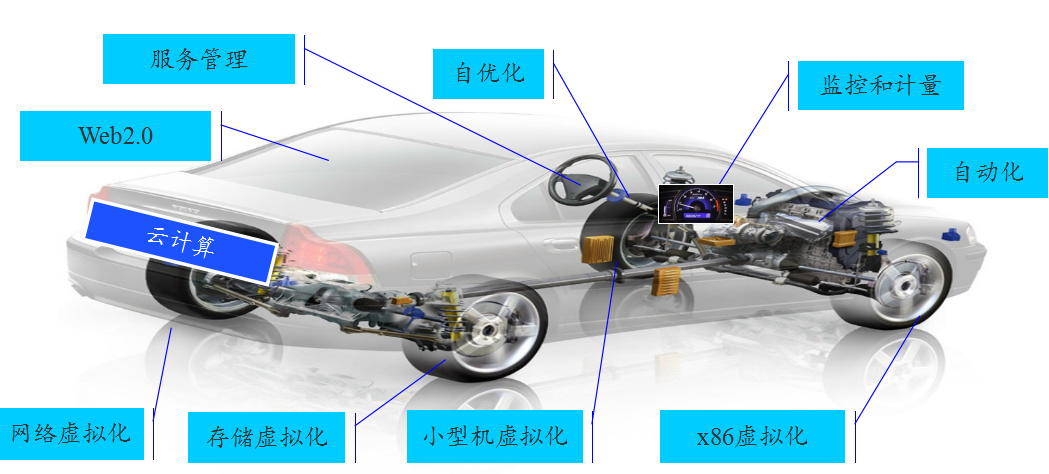 服务管理
自优化
监控和计量
Web2.0
自动化
云计算
网络虚拟化
存储虚拟化
小型机虚拟化
x86虚拟化